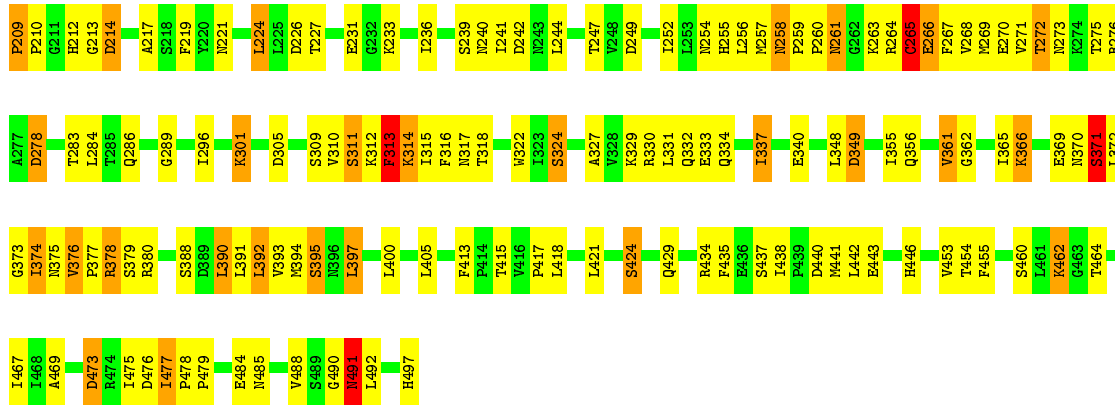 P209 P210 G211 H212 G213 D214 A217 S218 F219 Y220 N221 L224 L225 D226 T227 E231 G232 K233 I236 S239 N240 I241 D242 N243 L244 T247 V248 D249 I252 I253 N254 H255 L256 M257 N258 P259 P260 N261 G262 K263 R264 C265 E266 F267 V268 M269 E270 V271 T272 N273 K274 T275
A277 D278 T283 L284 T285 Q286 G289 I296 K301 D305 S309 V310 S311 K312 F313 K314 I315 F316 N317 T318 W322 I323 S324 A327 V328 K329 R330 L331 Q332 E333 Q334 I337 E340 L348 D349 I355 Q356 V361 G362 I365 K366 E369 N370 S371
G373 I374 N375 V376 P377 R378 S379 R380 S388 D389 L390 L391 I392 V393 M394 S395 N396 L397 L400 L405 F413 P414 T415 V416 P417 L418 L421 S424 Q429 R434 F435 E436 S437 I438 P439 D440 M441 L442 E443 H446 V453 T454 F455 S460 L461 K462 G463 T464
I467 I468 A469 D473 R474 I475 D476 I477 P478 P479 E484 N485 V488 S489 G490 N491 L492 H497